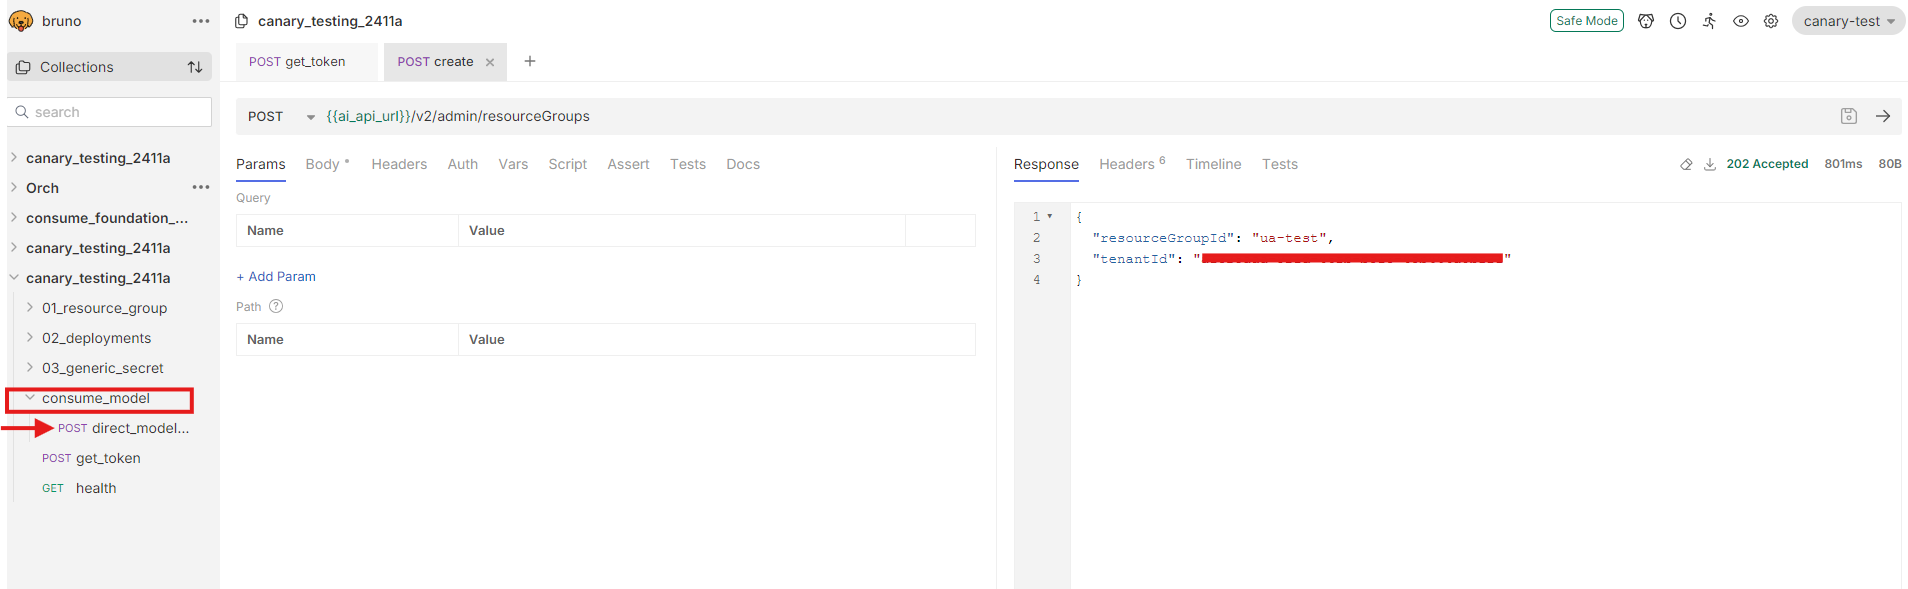 bruno
Collections
search
canary_testing_2411a
Orch
consume_foundation_...
canary_testing_2411a
canary_testing_2411a
01_resource_group
02_deployments
03_generic_secret
consume_model
POST direct_model...
POST get_token
GET health
canary_testing_2411a
Safe Mode
canary-test
POST get_token
POST create
POST {{ai_api_url}}/v2/admin/resourceGroups
Params Body Headers Auth Vars Script Assert Tests Docs
Query
Name Value
+ Add Param
Path ?
Name Value
Response Headers 6 Timeline Tests
202 Accepted 801ms 80B
1 {
2 "resourceGroupId": "ua-test",
3 "tenantId": " "
4 }